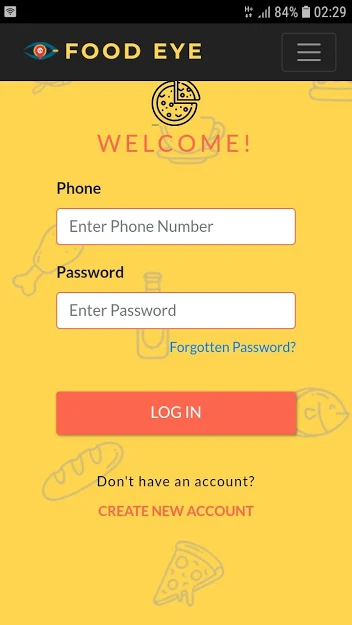 84% 02:29
FOOD EYE
WELCOME!
Phone
Enter Phone Number
Password
Enter Password
Forgotten Password?
LOG IN
Don't have an account?
CREATE NEW ACCOUNT